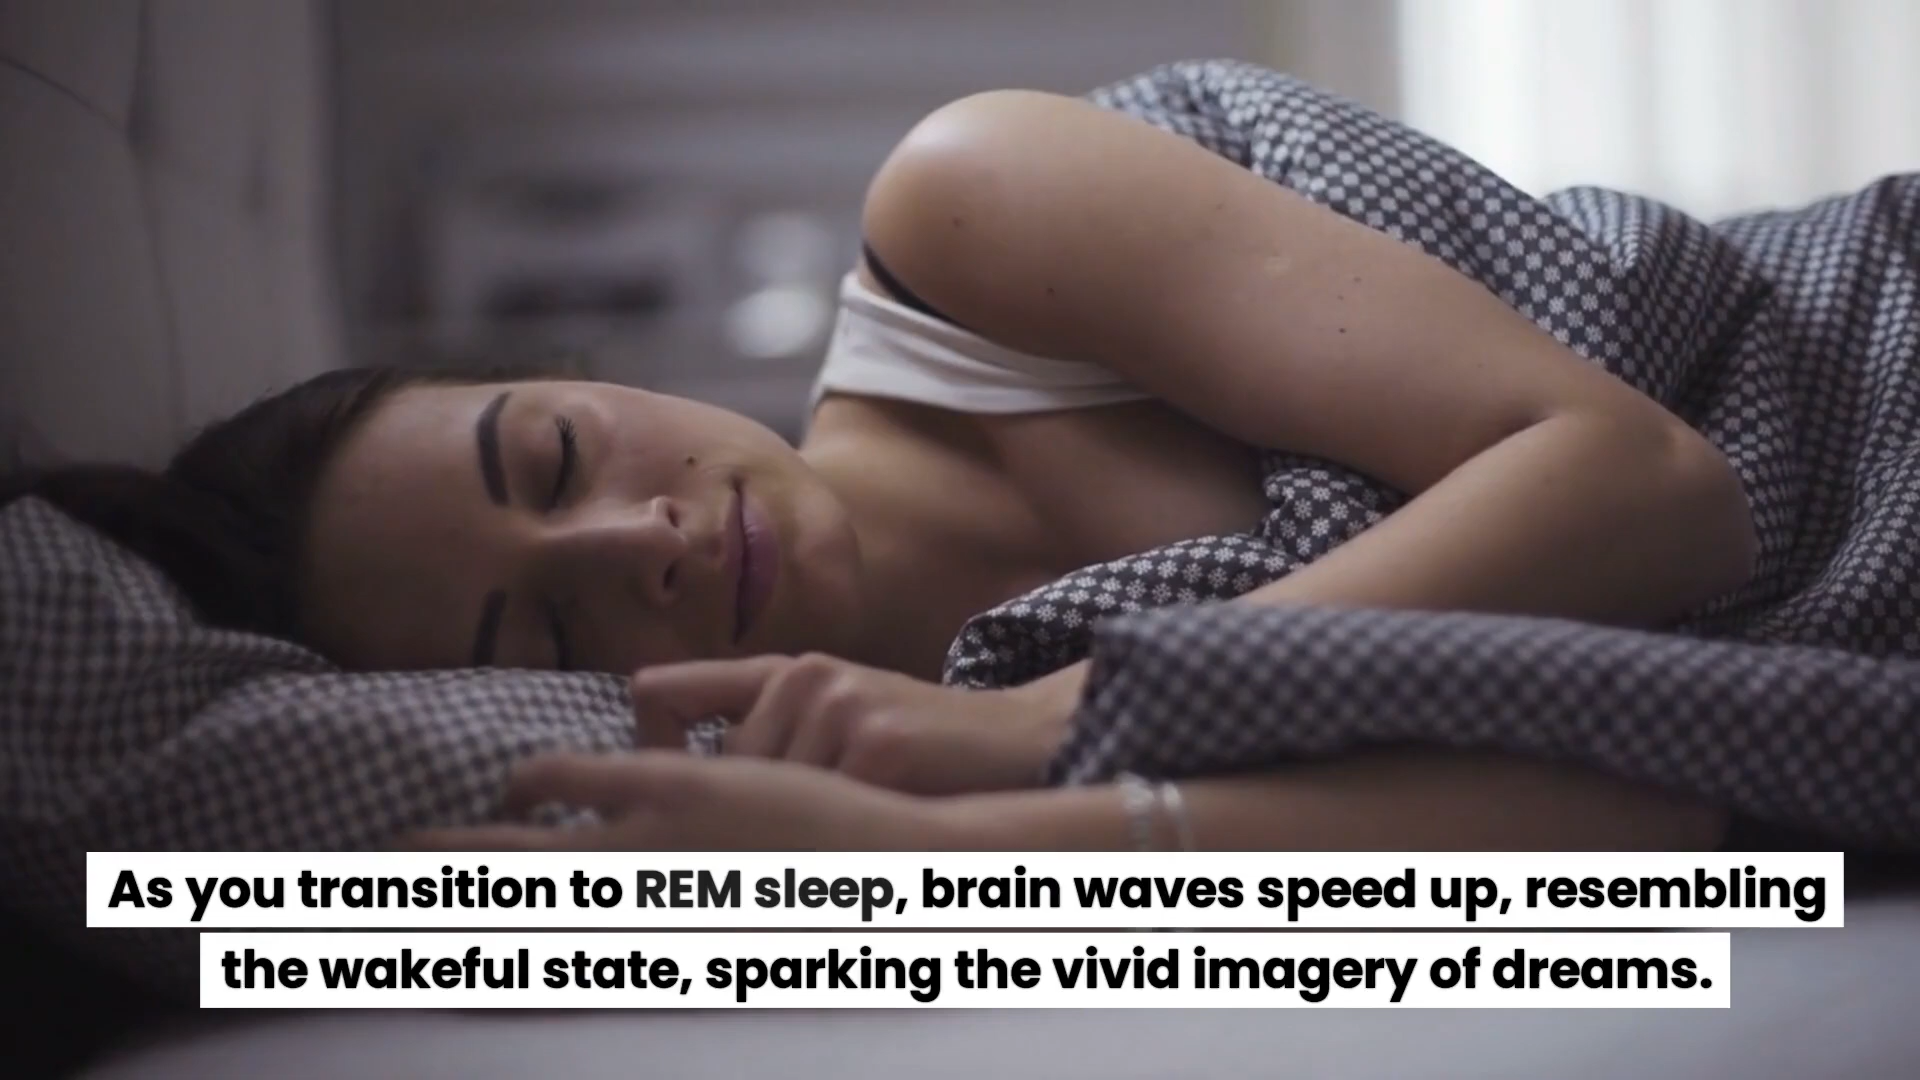 As you transition to REM sleep, brain waves speed up, resembling
the wakeful state, sparking the vivid imagery of dreams.